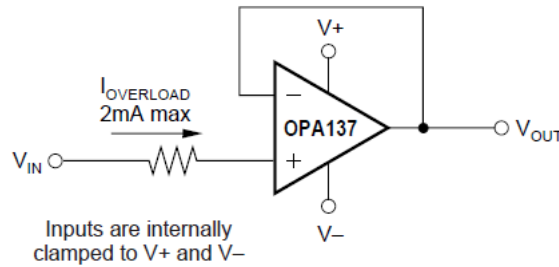 V+
I_OVERLOAD
2mA max
−
OPA137
V_OUT
V_IN
+
V−
Inputs are internally
clamped to V+ and V−